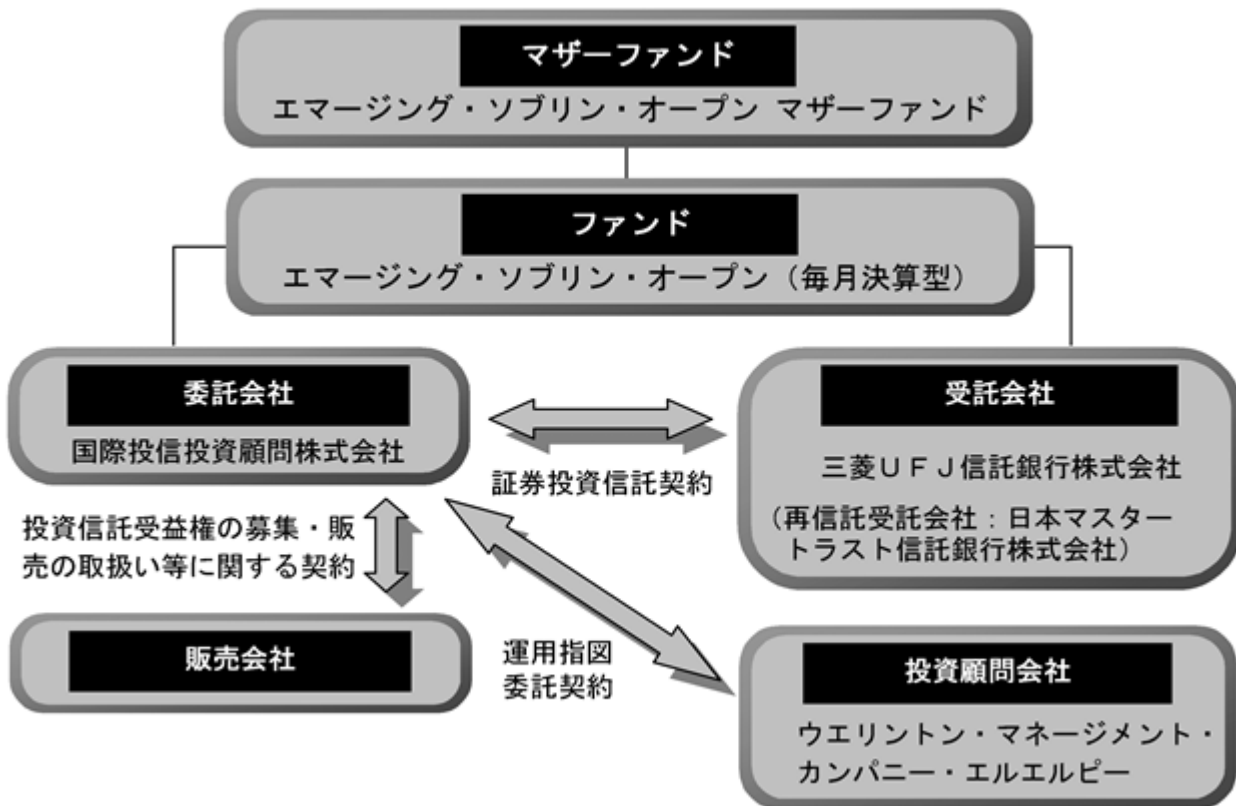 マザーファンド
エマージング・ソブリン・オープン マザーファンド
ファンド
エマージング・ソブリン・オープン（毎月決算型）
委託会社
国際投信投資顧問株式会社
受託会社
三菱ＵＦＪ信託銀行株式会社
（再信託受託会社：日本マスター
トラスト信託銀行株式会社）
証券投資信託契約
投資信託受益権の募集・販
売の取扱い等に関する契約
販売会社
運用指図
委託契約
投資顧問会社
ウエリントン・マネージメント・
カンパニー・エルエルピー